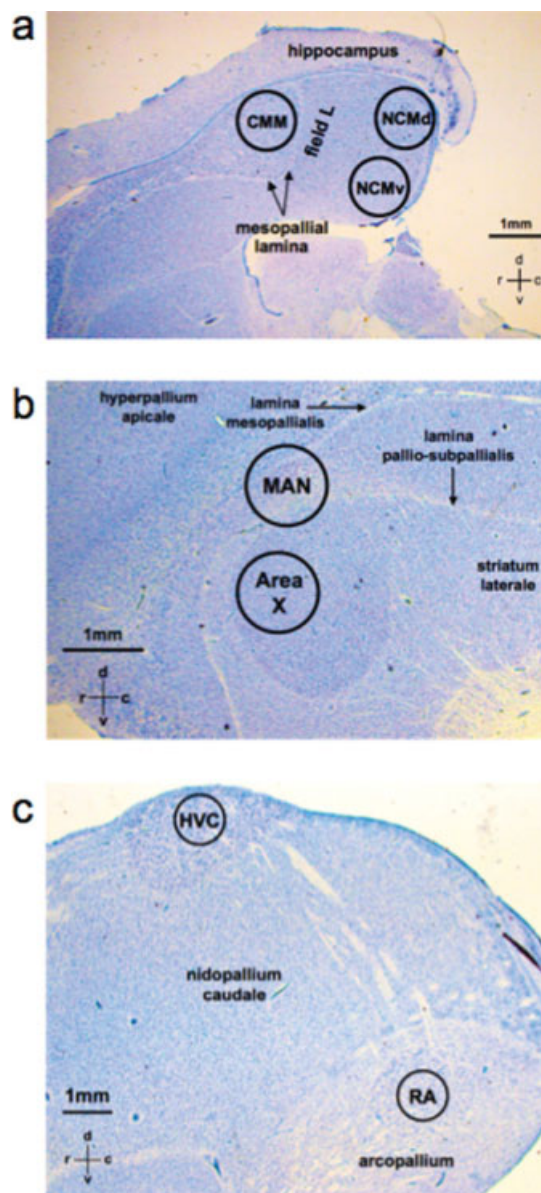 a
hippocampus
CMM
field L
NCMd
NCMv
mesopallial
lamina
1mm
d
r c
v
b
hyperpallium
apicale
lamina
mesopallialis
lamina
pallio-subpallialis
MAN
Area
X
striatum
laterale
1mm
d
r c
v
c
HVC
nidopallium
caudale
RA
1mm
d
r c
v
arcopallium